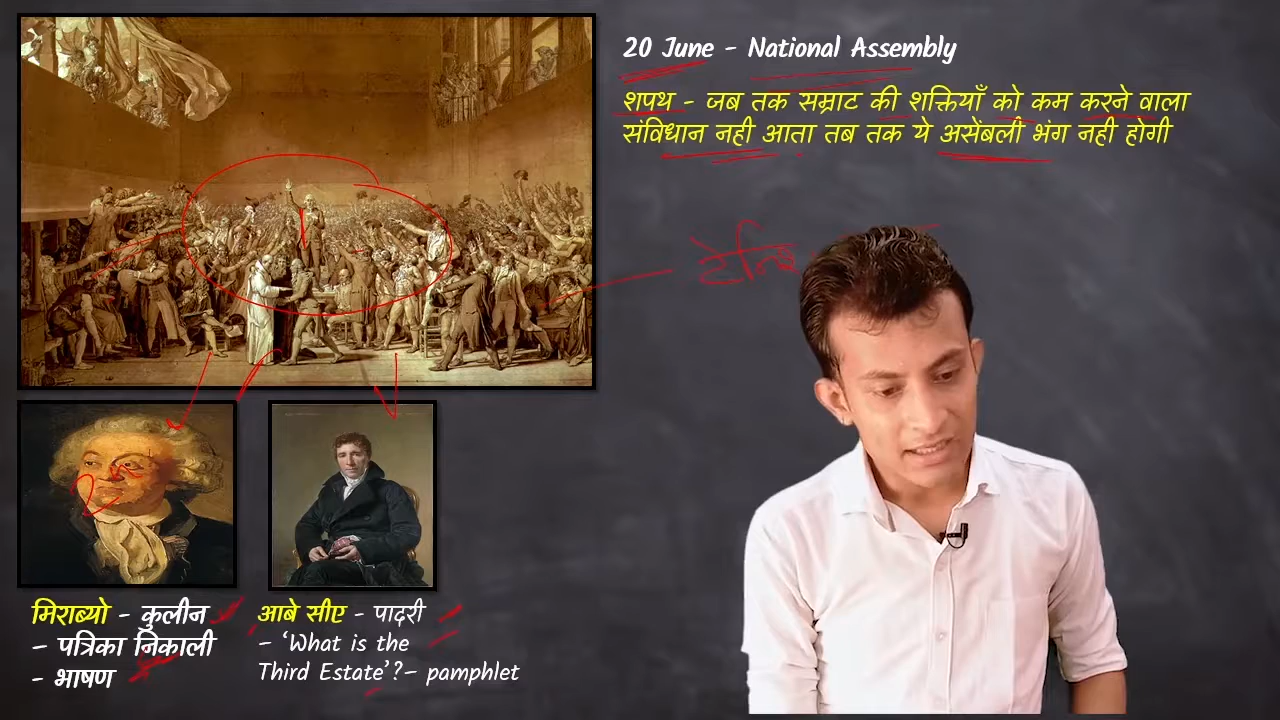 20 June - National Assembly
शपथ - जब तक सम्राट की शक्तियाँ को कम करने वाला
संविधान नही आता तब तक ये असेंबली भंग नही होगी
मिराब्यो - कुलीन
- पत्रिका निकाली
- भाषण
आबे सीए - पादरी
- ‘What is the
Third Estate’?- pamphlet